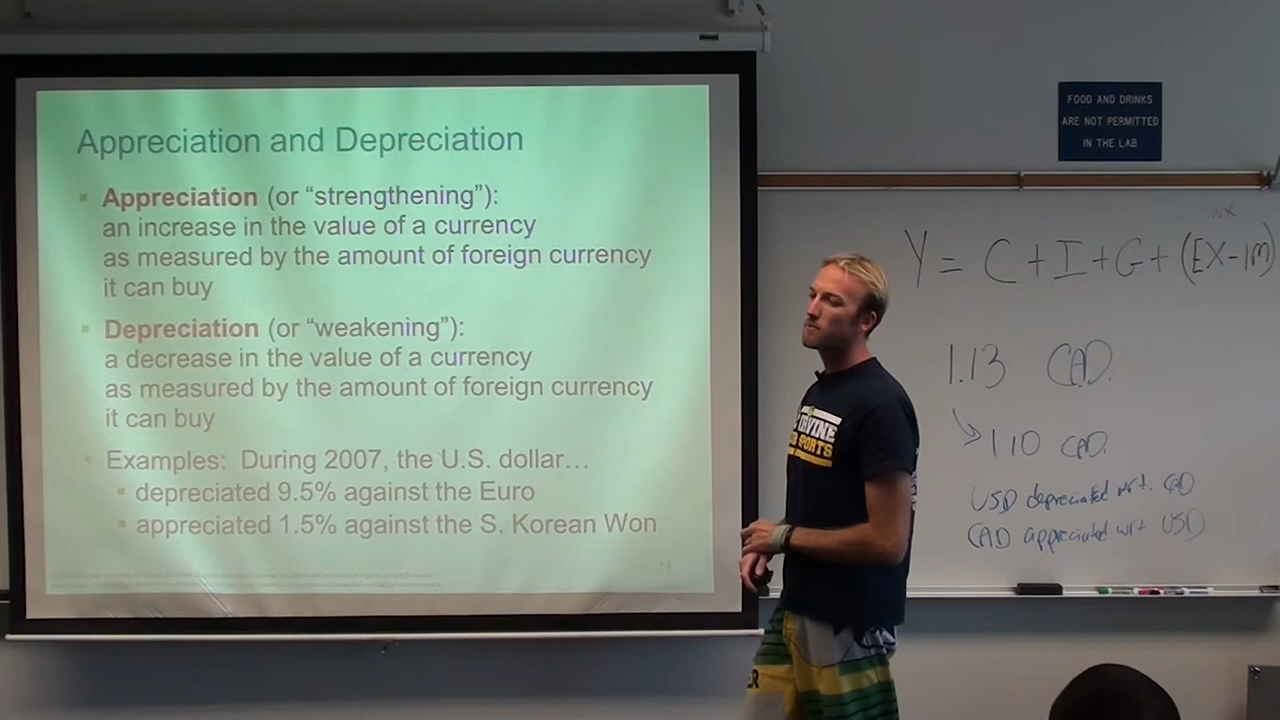 Appreciation and Depreciation
Appreciation (or “strengthening”):
an increase in the value of a currency
as measured by the amount of foreign currency
it can buy
Depreciation (or “weakening”):
a decrease in the value of a currency
as measured by the amount of foreign currency
it can buy
Examples: During 2007, the U.S. dollar…
depreciated 9.5% against the Euro
appreciated 1.5% against the S. Korean Won
24
IRVINE
SPORTS
FOOD AND DRINKS
ARE NOT PERMITTED
IN THE LAB
NX
Y = C + I + G + (EX - IM)
1.13 CAD.
1.10 CAD.
USD depreciated wrt. CAD
CAD appreciated wrt USD